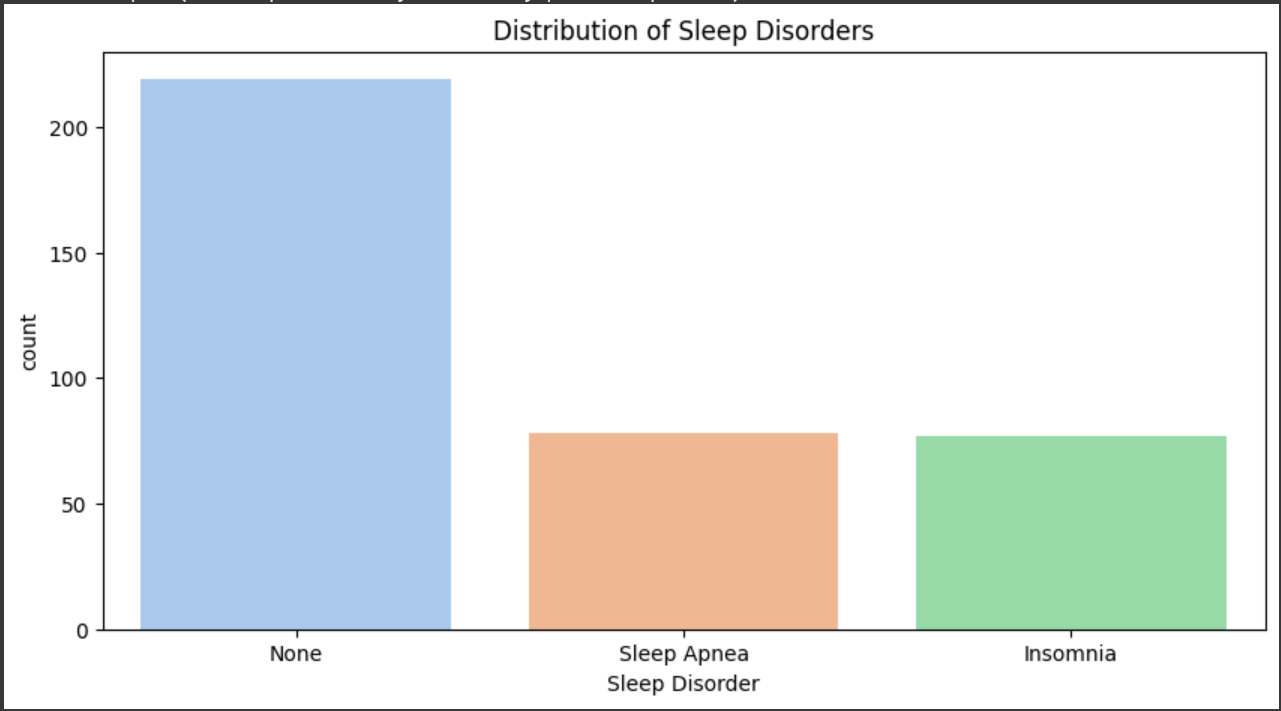 Distribution of Sleep Disorders
200
150
100
50
0
count
None Sleep Apnea Insomnia
Sleep Disorder